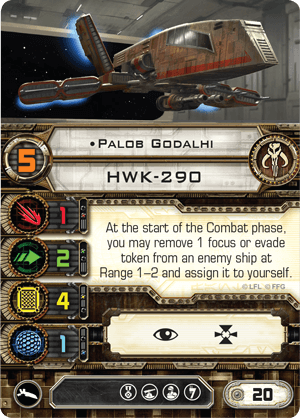 •Palob Godalhi
5
HWK-290
1
2
4
1
At the start of the Combat phase,
you may remove 1 focus or evade
token from an enemy ship at
Range 1–2 and assign it to yourself.
©LFL ©FFG
20